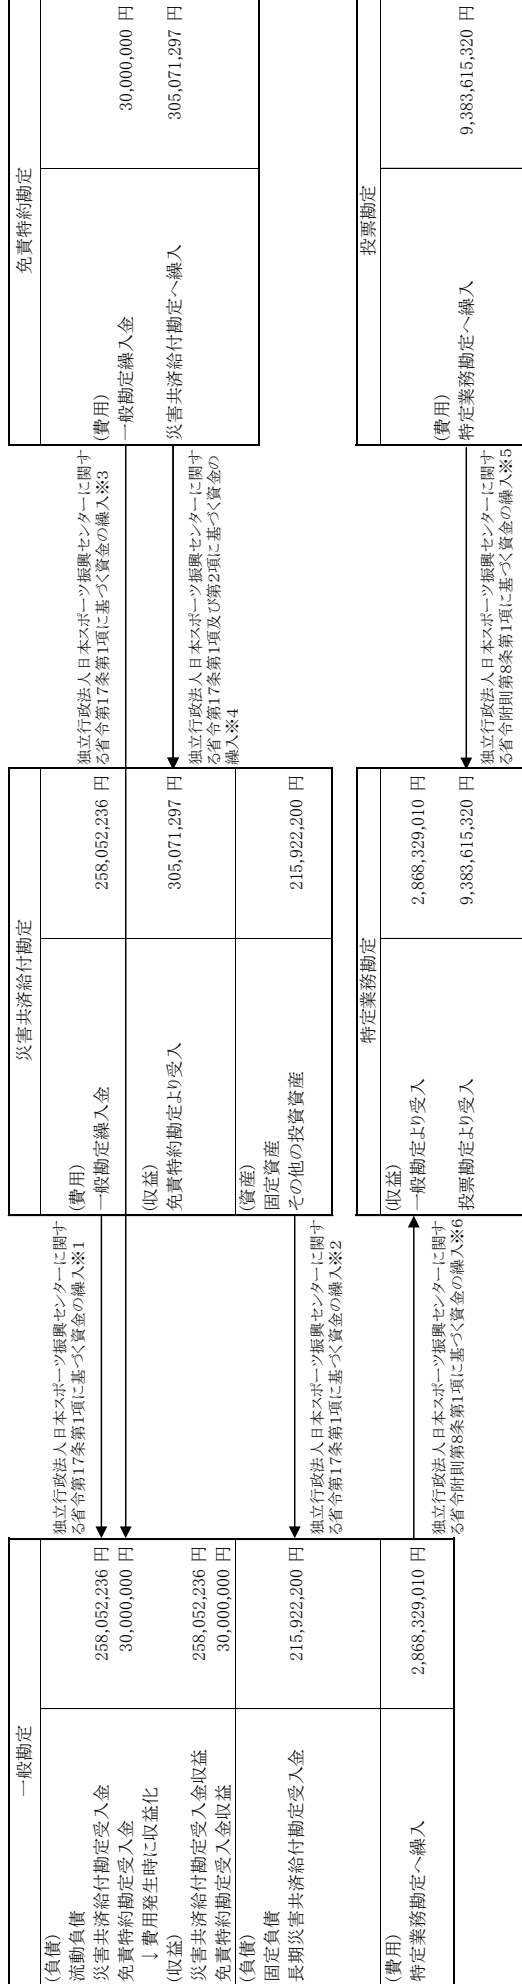 一般勘定
(負債)
流動負債
災害共済給付勘定受入金 258,052,236 円
免責特約勘定受入金 30,000,000 円
↓費用発生時に収益化
(収益)
災害共済給付勘定受入金収益 258,052,236 円
免責特約勘定受入金収益 30,000,000 円
(負債)
固定負債
長期災害共済給付勘定受入金 215,922,200 円
(費用)
特定業務勘定へ繰入 2,868,329,010 円
独立行政法人日本スポーツ振興センターに関す
る省令第17条第1項に基づく資金の繰入※1
独立行政法人日本スポーツ振興センターに関す
る省令第17条第1項に基づく資金の繰入※2
独立行政法人日本スポーツ振興センターに関す
る省令附則第8条第1項に基づく資金の繰入※6
災害共済給付勘定
(費用)
一般勘定繰入金 258,052,236 円
(収益)
免責特約勘定より受入 305,071,297 円
(資産)
固定資産
その他の投資資産 215,922,200 円
特定業務勘定
(収益)
一般勘定より受入 2,868,329,010 円
投票勘定より受入 9,383,615,320 円
独立行政法人日本スポーツ振興センターに関す
る省令第17条第1項に基づく資金の繰入※3
独立行政法人日本スポーツ振興センターに関す
る省令第17条第1項及び第2項に基づく資金の
繰入※4
独立行政法人日本スポーツ振興センターに関す
る省令附則第8条第1項に基づく資金の繰入※5
免責特約勘定
(費用)
一般勘定繰入金 30,000,000 円
災害共済給付勘定へ繰入 305,071,297 円
投票勘定
(費用)
特定業務勘定へ繰入 9,383,615,320 円